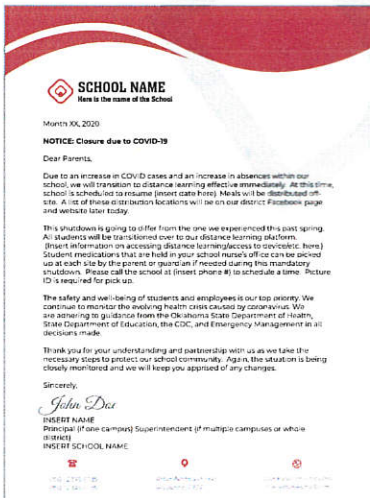 SCHOOL NAME
Here is the name of the School
Month XX, 2020
NOTICE: Closure due to COVID-19
Dear Parents,
Due to an increase in COVID cases and an increase in absences within our
school, we will transition to distance learning effective immediately. At this time,
school is scheduled to resume (insert date here). Meals will be distributed off-
site. A list of these distribution locations will be on our district Facebook page
and website later today.
This shutdown is going to differ from the one we experienced this past spring.
All students will be transitioned over to our distance learning platform.
(Insert information on accessing distance learning/access to device/etc. here.)
Student medications that are held in your school nurse's office can be picked
up at each site by the parent or guardian if needed during this mandatory
shutdown. Please call the school at (insert phone #) to schedule a time. Picture
ID is required for pick up.
The safety and well-being of students and employees is our top priority. We
continue to monitor the evolving health crisis caused by coronavirus. We
are adhering to guidance from the Oklahoma State Department of Health,
State Department of Education, the CDC, and Emergency Management in all
decisions made.
Thank you for your understanding and partnership with us as we take the
necessary steps to protect our school community. Again, the situation is being
closely monitored and we will keep you apprised of any changes.
Sincerely,
John Doe
INSERT NAME
Principal (if one campus) Superintendent (if multiple campuses or whole
district)
INSERT SCHOOL NAME